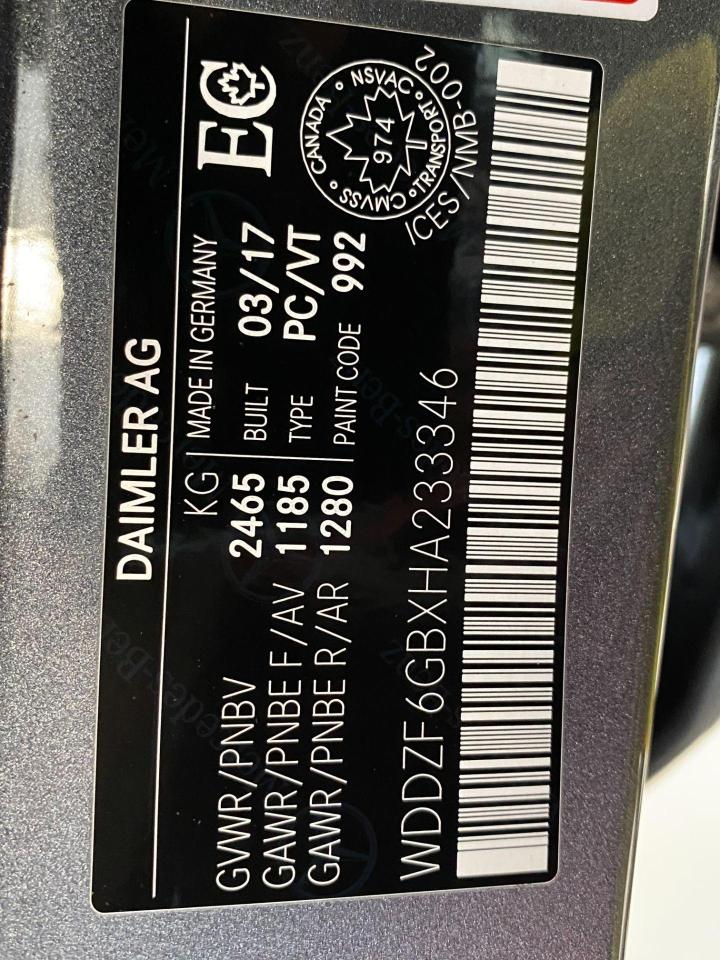 DAIMLER AG
KG MADE IN GERMANY
GVWR/PNBV 2465 BUILT 03/17
GAWR/PNBE F/AV 1185 TYPE PC/VT
GAWR/PNBE R/AR 1280 PAINT CODE 992
EC
CANADA • NSVAC • TRANSPORT • CMVSS •
974
ICES/NMB-002
WDDZF6GBXHA233346